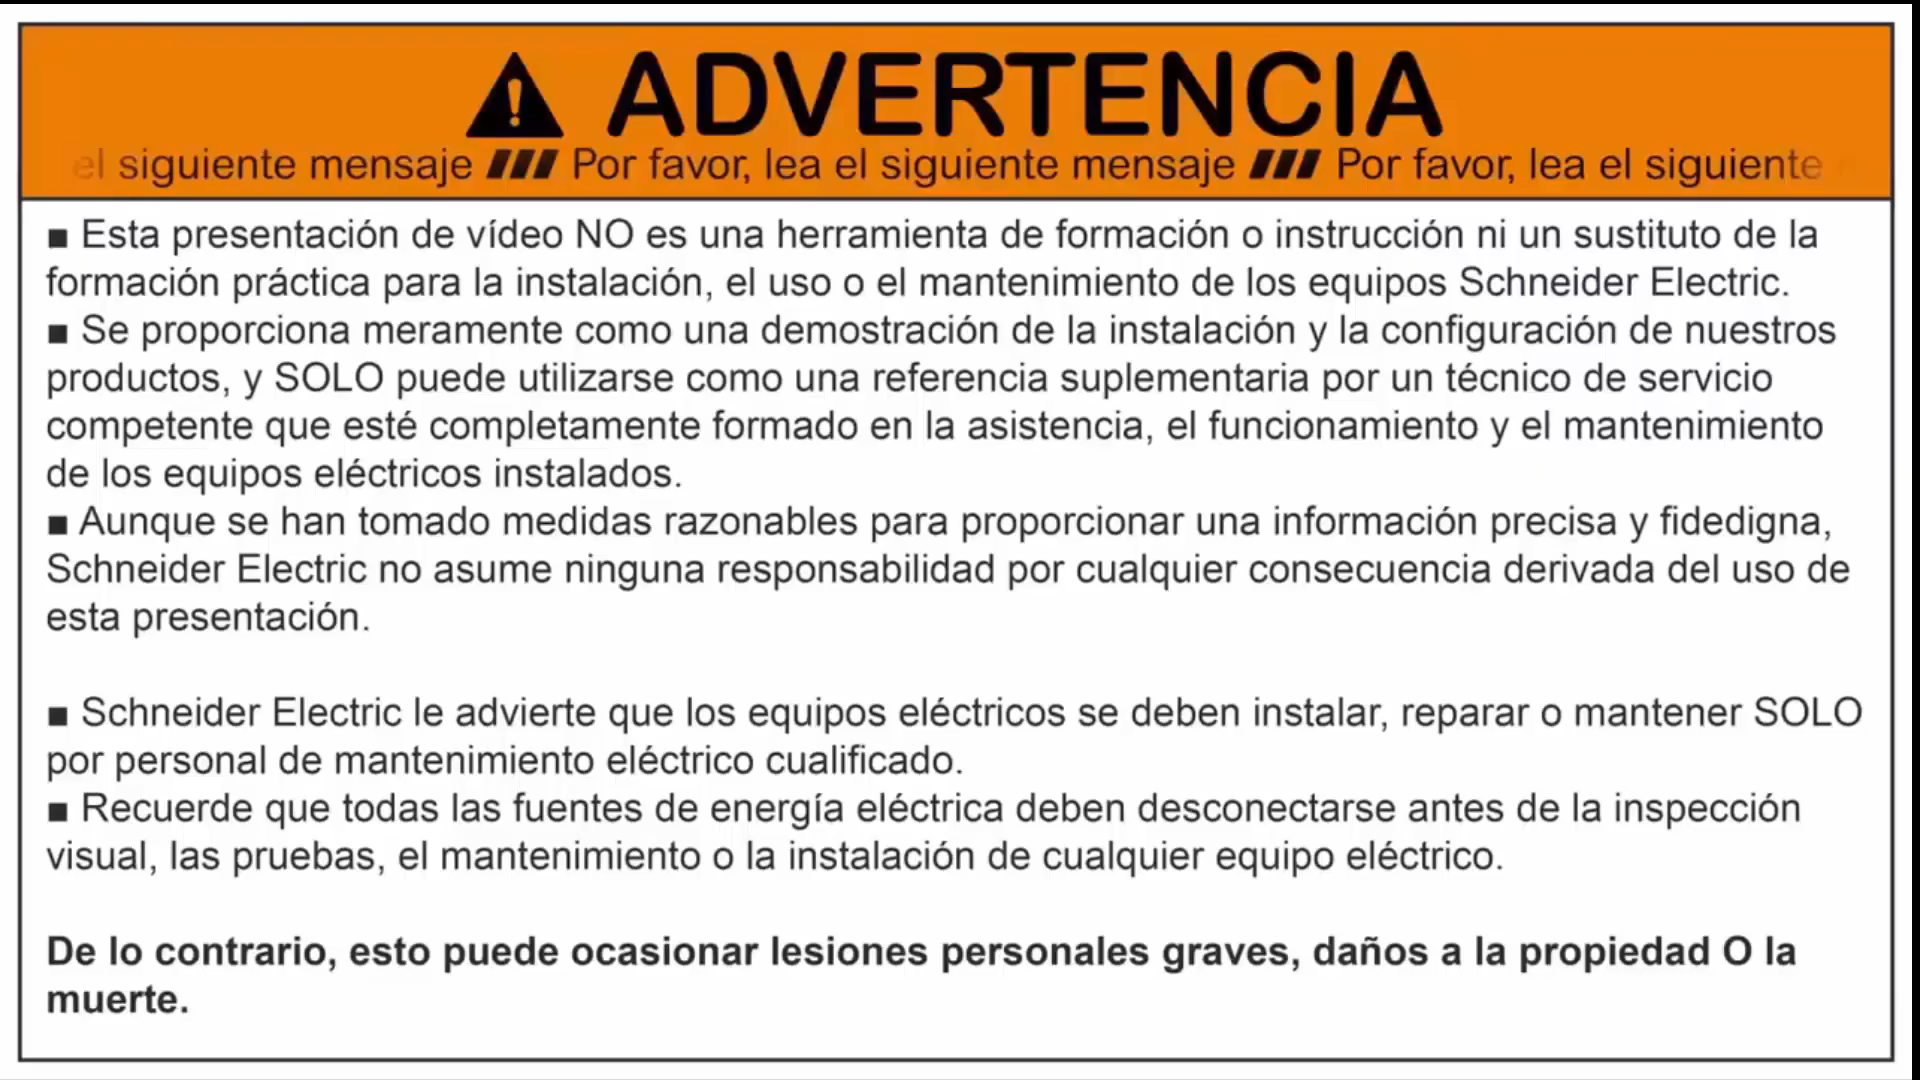 ADVERTENCIA
el siguiente mensaje /// Por favor, lea el siguiente mensaje /// Por favor, lea el siguiente
■ Esta presentación de vídeo NO es una herramienta de formación o instrucción ni un sustituto de la
formación práctica para la instalación, el uso o el mantenimiento de los equipos Schneider Electric.
■ Se proporciona meramente como una demostración de la instalación y la configuración de nuestros
productos, y SOLO puede utilizarse como una referencia suplementaria por un técnico de servicio
competente que esté completamente formado en la asistencia, el funcionamiento y el mantenimiento
de los equipos eléctricos instalados.
■ Aunque se han tomado medidas razonables para proporcionar una información precisa y fidedigna,
Schneider Electric no asume ninguna responsabilidad por cualquier consecuencia derivada del uso de
esta presentación.
■ Schneider Electric le advierte que los equipos eléctricos se deben instalar, reparar o mantener SOLO
por personal de mantenimiento eléctrico cualificado.
■ Recuerde que todas las fuentes de energía eléctrica deben desconectarse antes de la inspección
visual, las pruebas, el mantenimiento o la instalación de cualquier equipo eléctrico.
De lo contrario, esto puede ocasionar lesiones personales graves, daños a la propiedad O la
muerte.